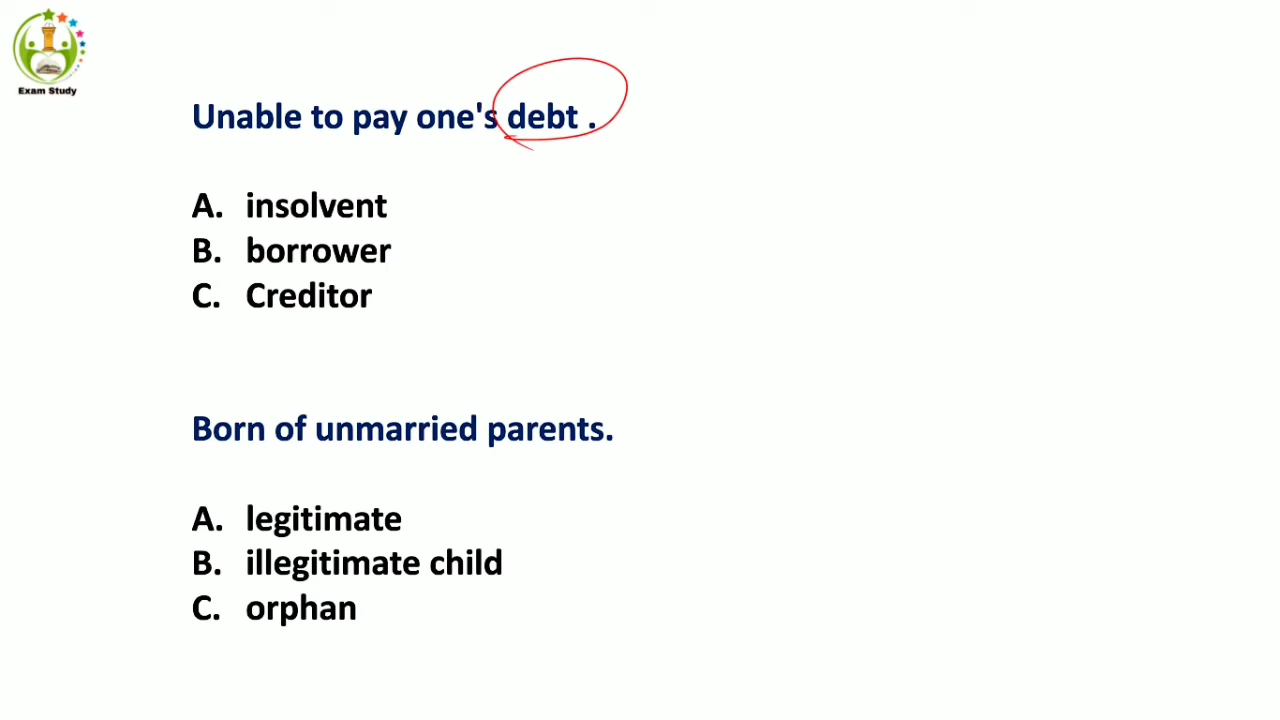 Exam Study
Unable to pay one's debt .
A. insolvent
B. borrower
C. Creditor
Born of unmarried parents.
A. legitimate
B. illegitimate child
C. orphan